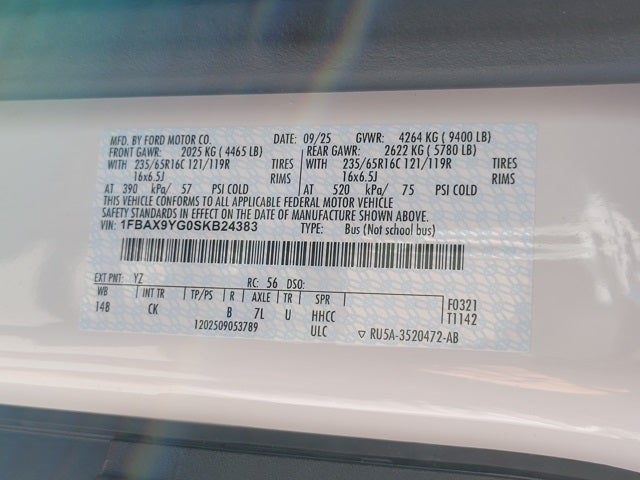 MFD. BY FORD MOTOR CO. DATE: 09/25 GVWR: 4264 KG ( 9400 LB)
FRONT GAWR: 2025 KG ( 4465 LB) REAR GAWR: 2622 KG ( 5780 LB)
WITH 235/65R16C 121/119R TIRES WITH 235/65R16C 121/119R TIRES
16x6.5J RIMS 16x6.5J RIMS
AT 390 kPa/ 57 PSI COLD AT 520 kPa/ 75 PSI COLD
THIS VEHICLE CONFORMS TO ALL APPLICABLE FEDERAL MOTOR VEHICLE
SAFETY STANDARDS IN EFFECT ON THE DATE OF MANUFACTURE SHOWN ABOVE.
VIN: 1FBAX9YG0SKB24383 TYPE: Bus (Not school bus)
EXT PNT: YZ RC: 56 DSO:
WB INT TR TP/PS R AXLE TR SPR F0321
148 CK B 7L U HHCC T1142
1202509053789 ULC ▽ RU5A-3520472-AB